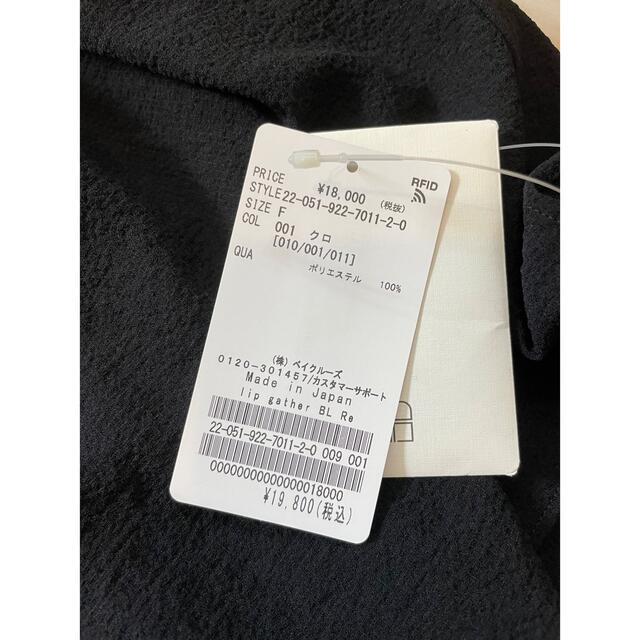 PRICE ¥18,000 (税抜)
RFID
STYLE 22-051-922-7011-2-0
SIZE F
COL 001 クロ
[010/001/011]
QUA ポリエステル 100%
(株)ベイクルーズ
0120-301457/カスタマーサポート
Made in Japan
lip gather BL Re
22-051-922-7011-2-0 009 001
00000000000000018000
¥19,800(税込)